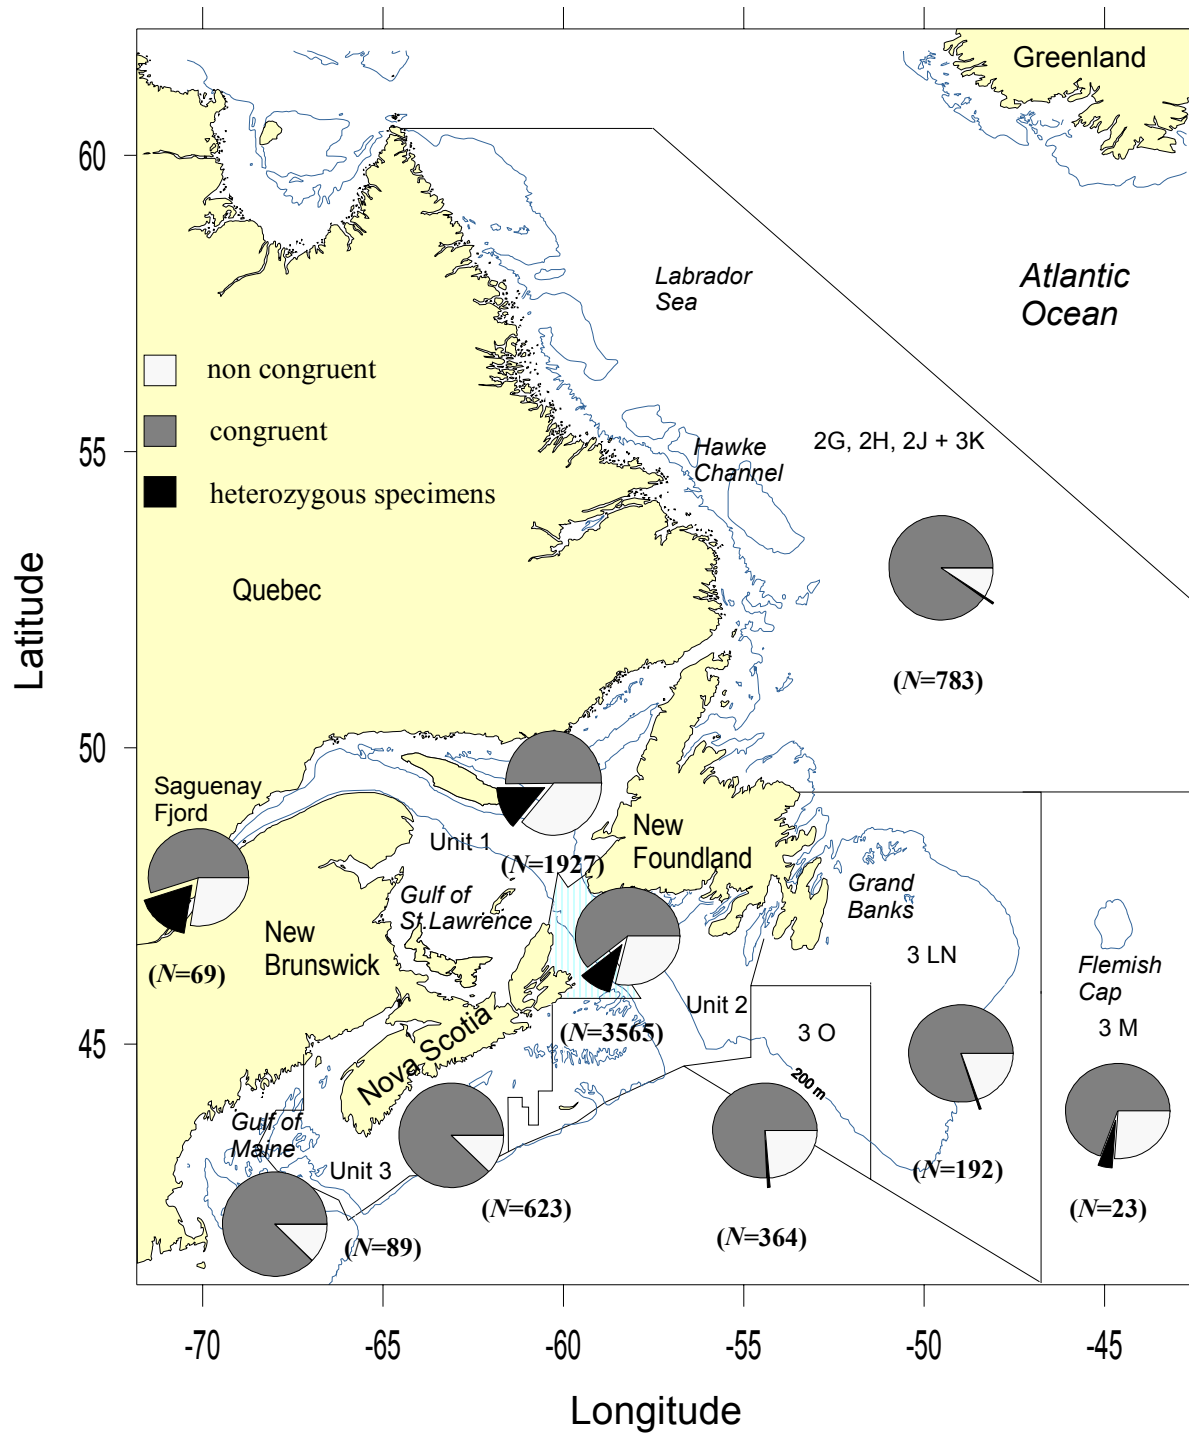 Greenland
60
Labrador
Sea
Atlantic
Ocean
non congruent
congruent
heterozygous specimens
55
Hawke
Channel
2G, 2H, 2J + 3K
Latitude
Quebec
(N=783)
50
Saguenay
Fjord
Unit 1
(N=1927)
New
Foundland
Gulf of
St.Lawrence
Grand
Banks
New
Brunswick
(N=69)
3 LN
Flemish
Cap
3 M
Unit 2
(N=3565)
3 O
45
Nova Scotia
200 m
Gulf of
Maine
Unit 3
(N=192)
(N=23)
(N=623)
(N=364)
(N=89)
-70
-65
-60
-55
-50
-45
Longitude